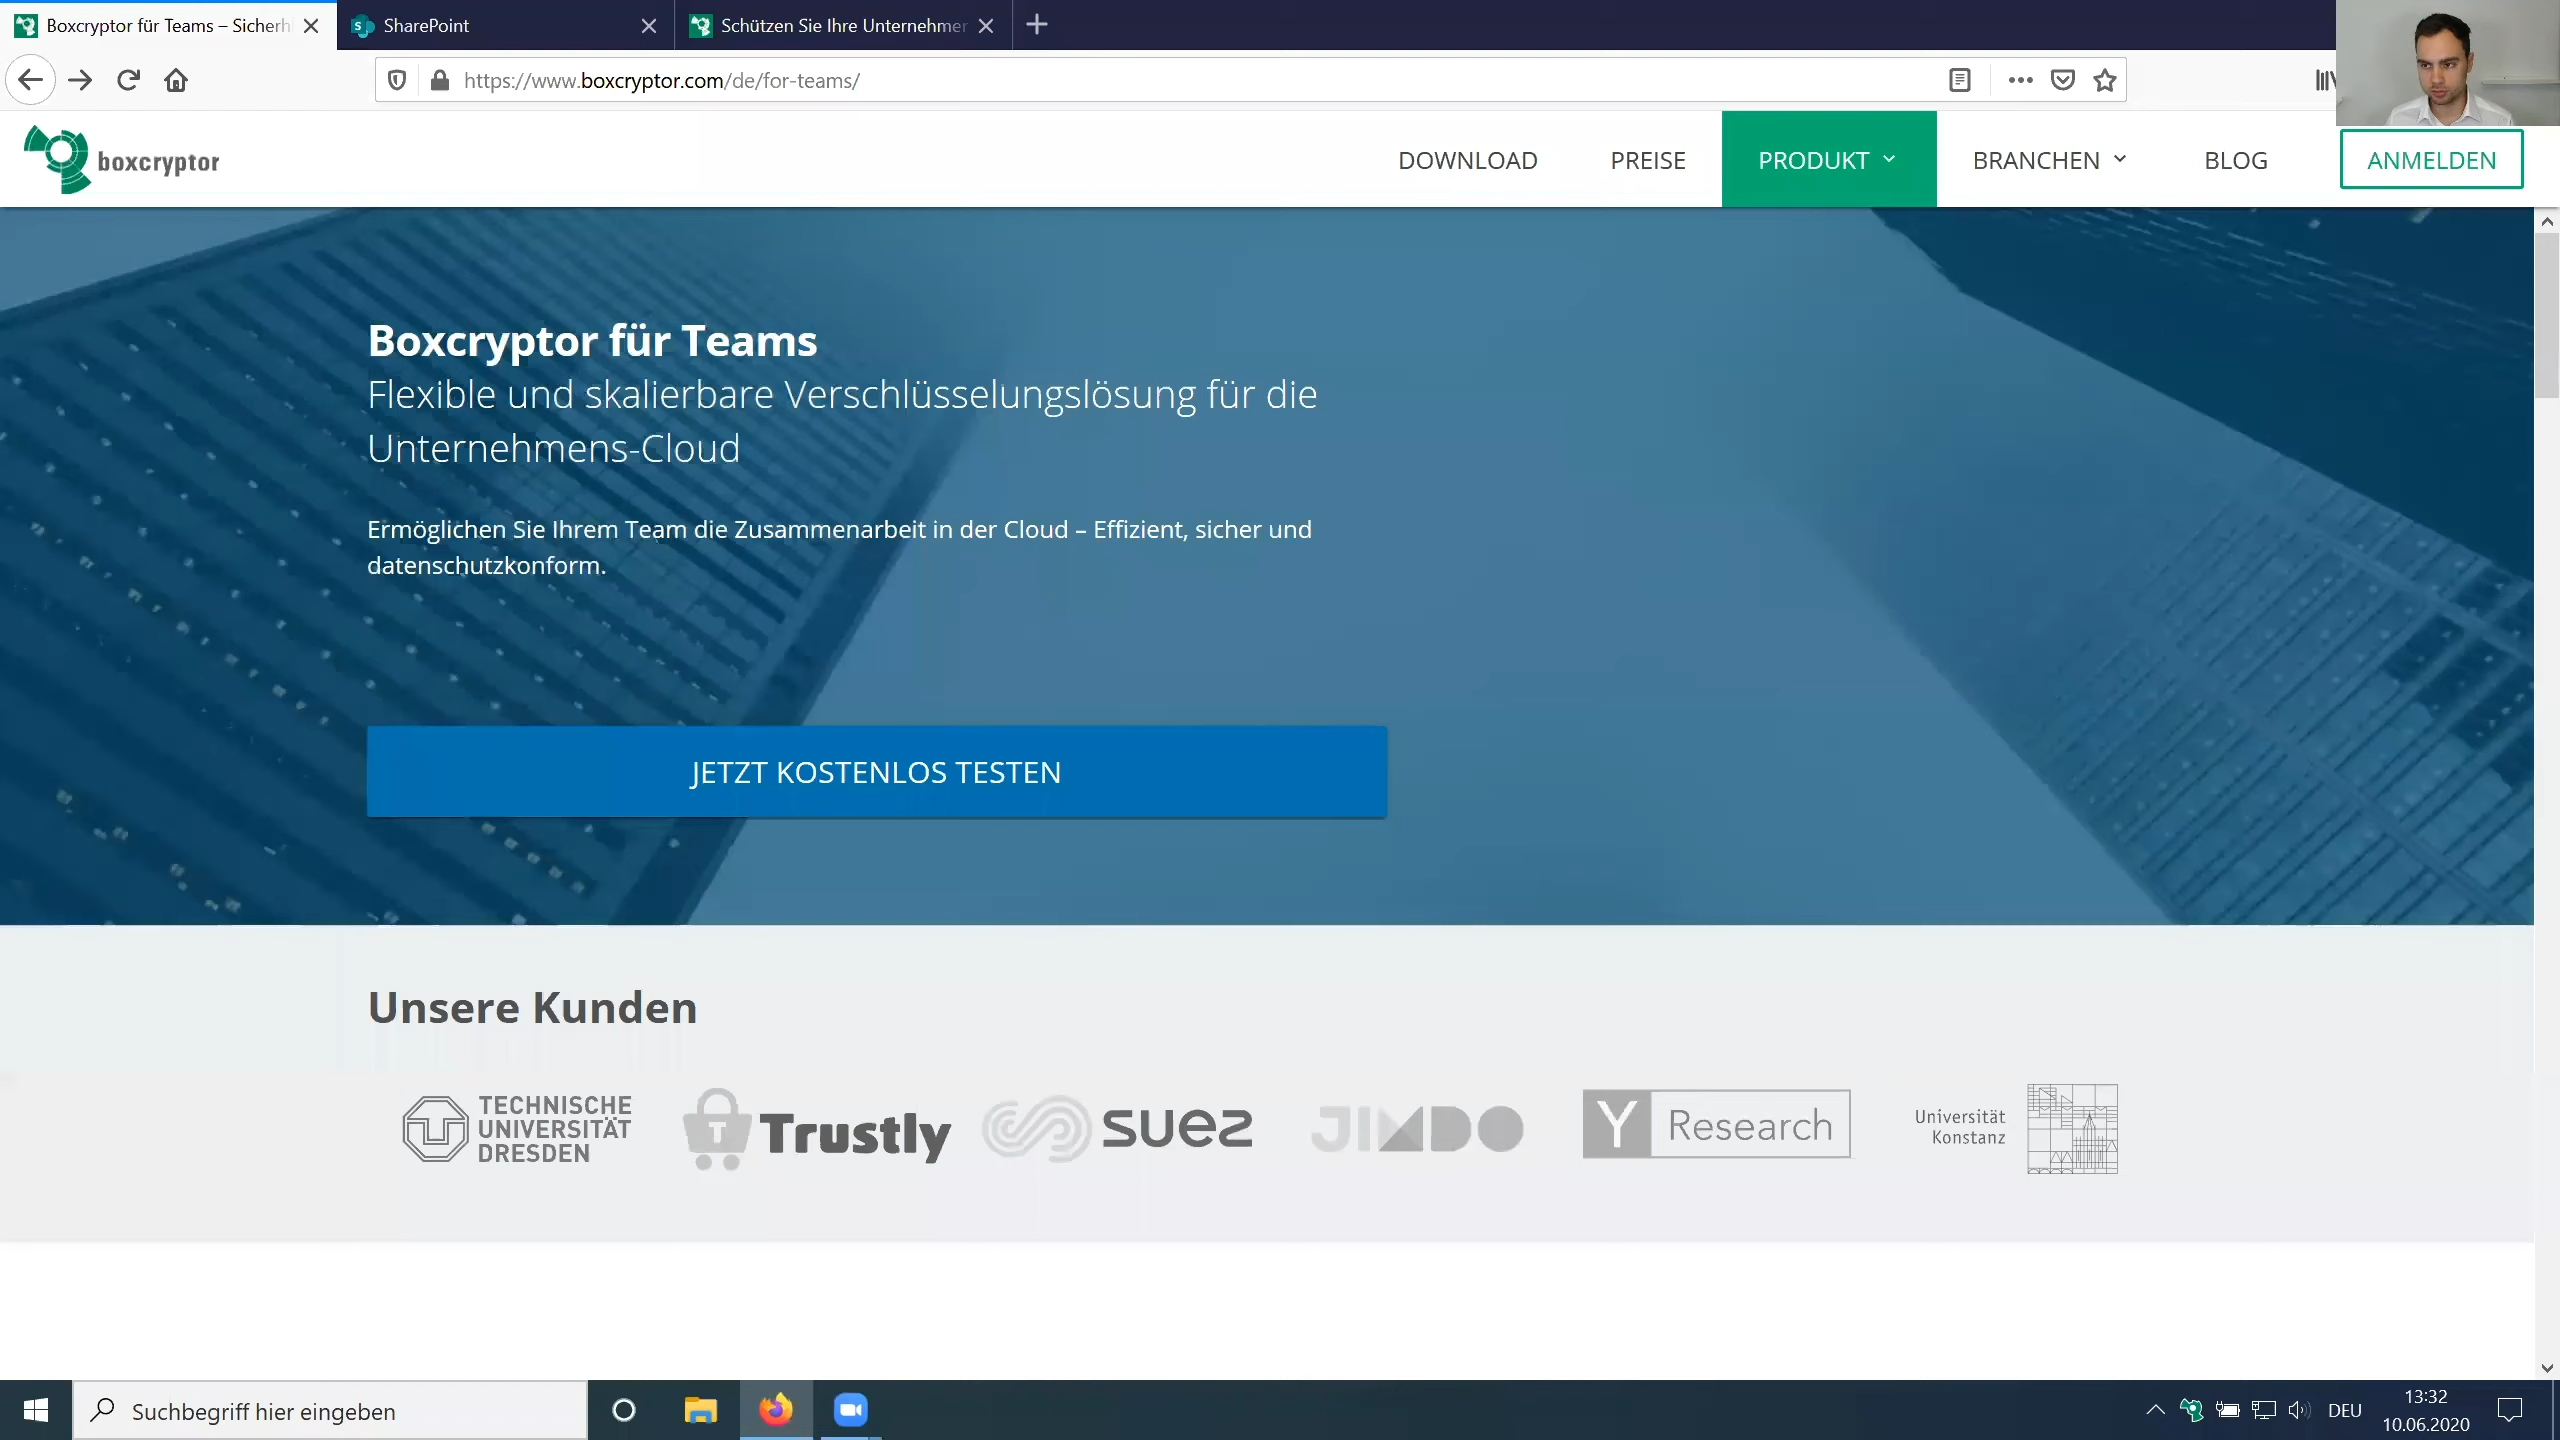 Boxcryptor für Teams – Sicherh
SharePoint
Schützen Sie Ihre Unternehmen
https://www.boxcryptor.com/de/for-teams/
boxcryptor
DOWNLOAD
PREISE
PRODUKT
BRANCHEN
BLOG
ANMELDEN
Boxcryptor für Teams
Flexible und skalierbare Verschlüsselungslösung für die
Unternehmens-Cloud
Ermöglichen Sie Ihrem Team die Zusammenarbeit in der Cloud – Effizient, sicher und
datenschutzkonform.
JETZT KOSTENLOS TESTEN
Unsere Kunden
TECHNISCHE
UNIVERSITÄT
DRESDEN
T Trustly
suez
JIMDO
Y Research
Universität
Konstanz
Suchbegriff hier eingeben
DEU
13:32
10.06.2020